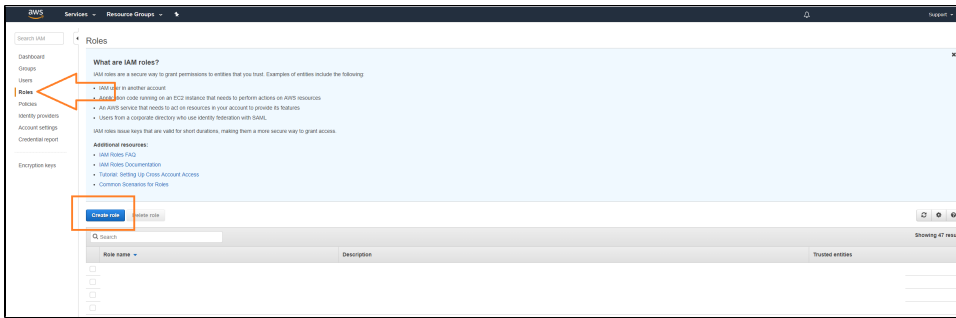 aws Services Resource Groups Support
Search IAM
Roles
Dashboard
Groups
Users
Roles
Policies
Identity providers
Account settings
Credential report
Encryption keys
What are IAM roles?
IAM roles are a secure way to grant permissions to entities that you trust. Examples of entities include the following:
• IAM user in another account
• Application code running on an EC2 instance that needs to perform actions on AWS resources
• An AWS service that needs to act on resources in your account to provide its features
• Users from a corporate directory who use identity federation with SAML
IAM roles issue keys that are valid for short durations, making them a more secure way to grant access.
Additional resources:
• IAM Roles FAQ
• IAM Roles Documentation
• Tutorial: Setting Up Cross Account Access
• Common Scenarios for Roles
Create role Delete role
Search Showing 47 resu
Role name Description Trusted entities